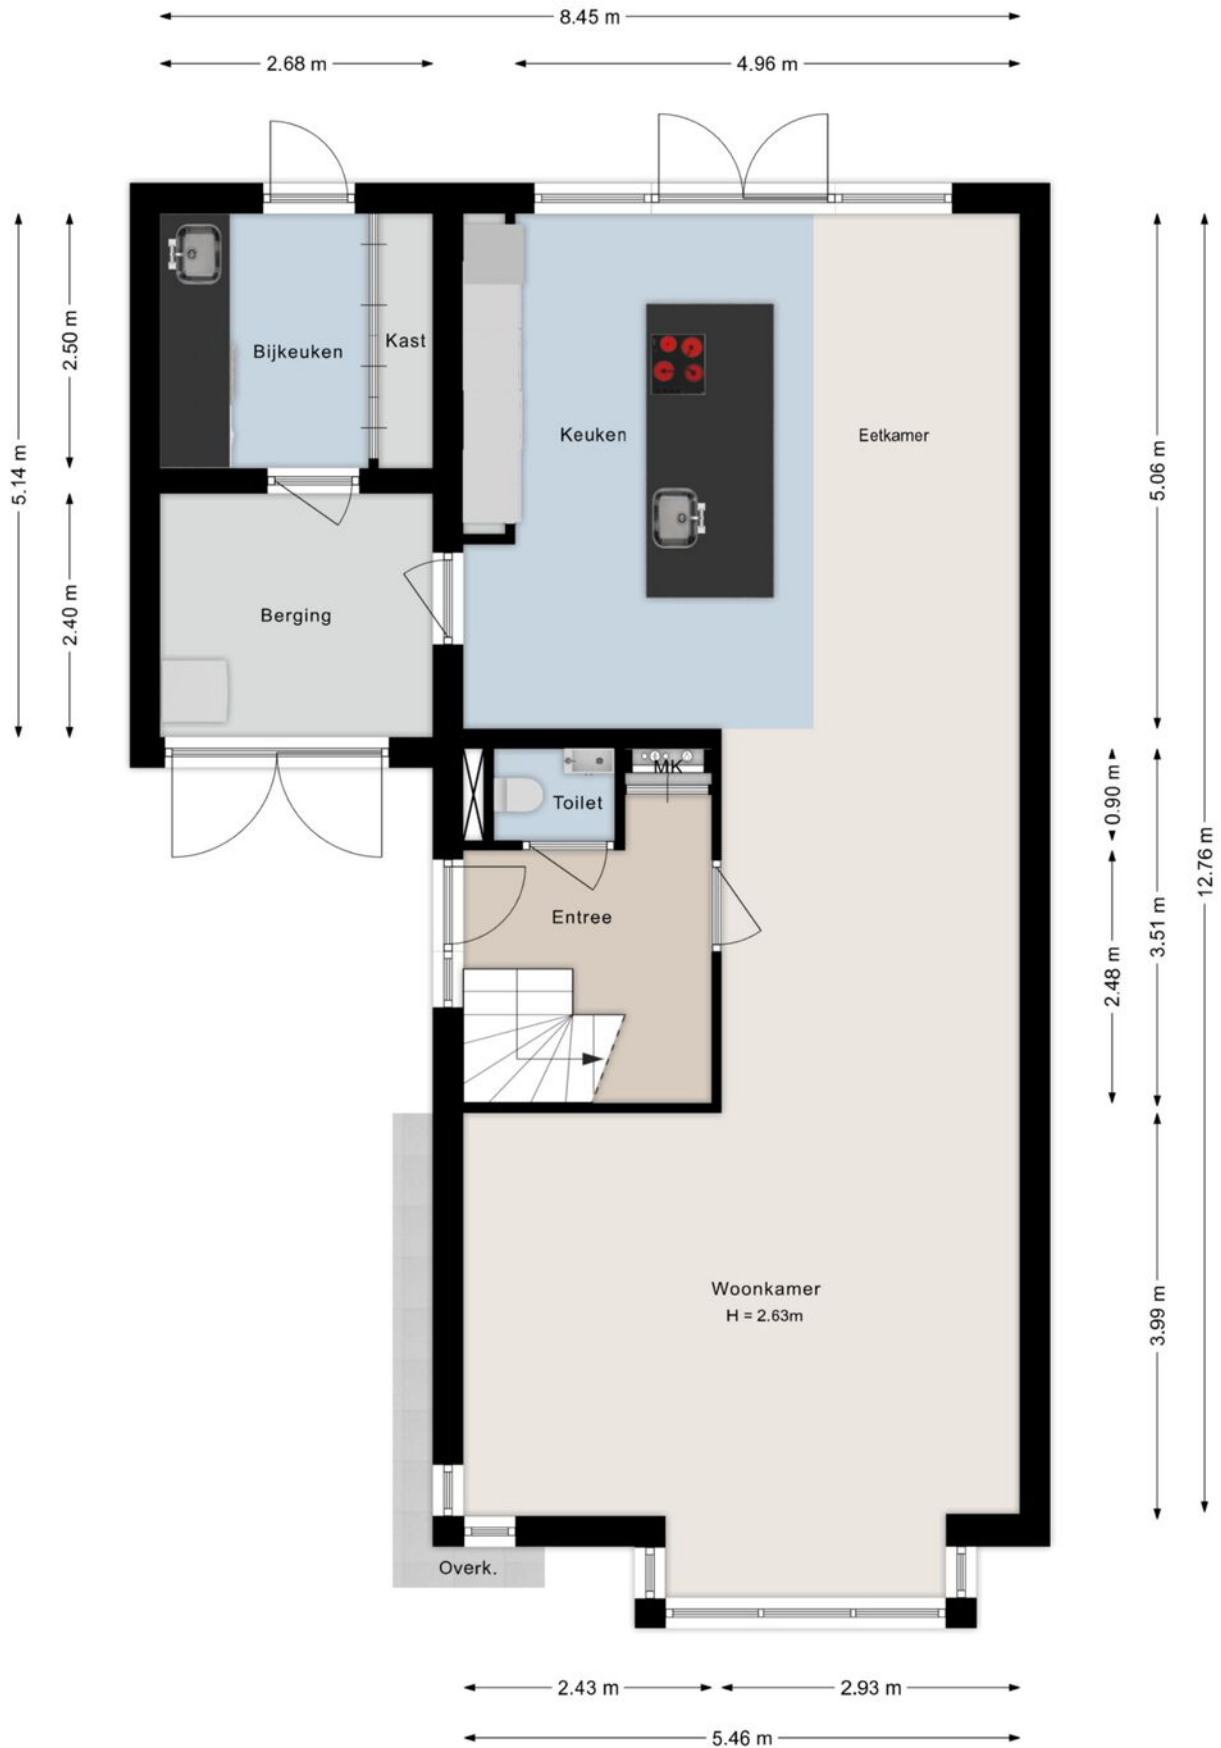 8.45 m
2.68 m
4.96 m
Bijkeuken
Kast
Keuken
Eetkamer
2.50 m
5.14 m
5.06 m
2.40 m
Berging
MK
Toilet
0.90 m
12.76 m
Entree
3.51 m
2.48 m
Woonkamer
H = 2.63m
3.99 m
Overk.
2.43 m
2.93 m
5.46 m